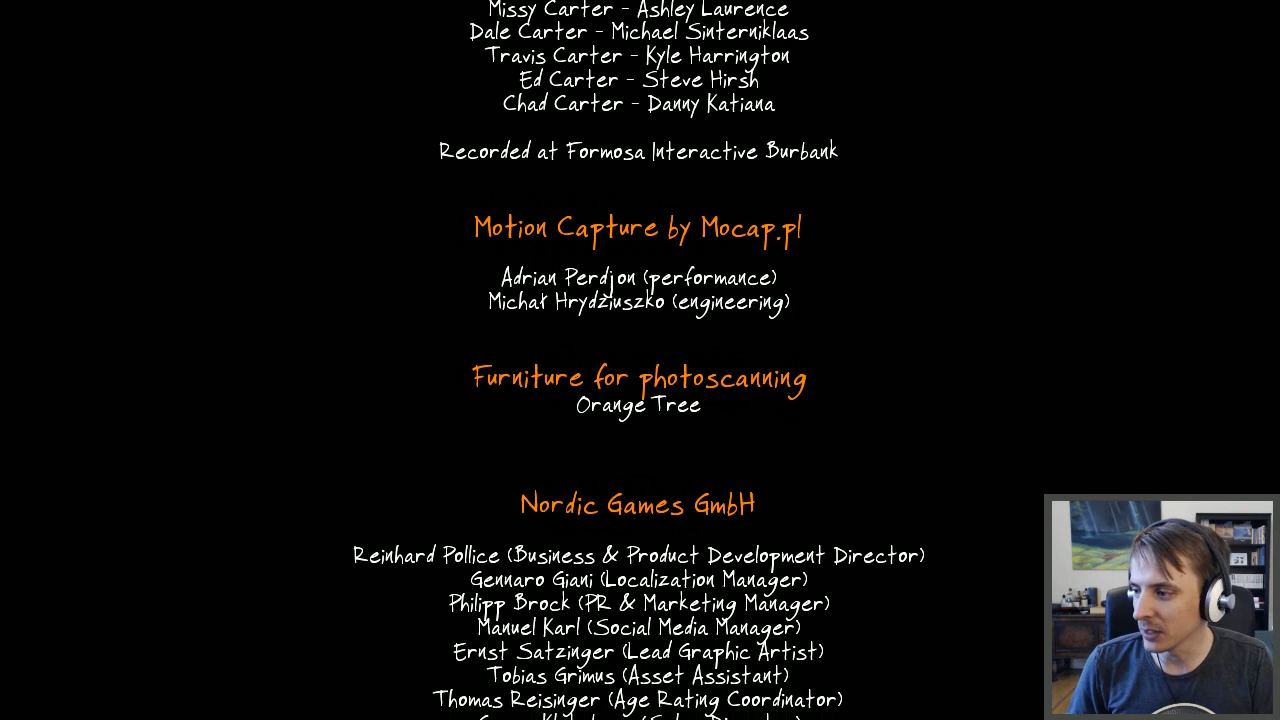 Missy Carter - Ashley Laurence
Dale Carter - Michael Sinterniklaas
Travis Carter - Kyle Harrington
Ed Carter - Steve Hirsh
Chad Carter - Danny Katiana
Recorded at Formosa Interactive Burbank
Motion Capture by Mocap.pl
Adrian Perdjon (performance)
Michał Hrydziuszko (engineering)
Furniture for photoscanning
Orange Tree
Nordic Games GmbH
Reinhard Pollice (Business & Product Development Director)
Gennaro Giani (Localization Manager)
Philipp Brock (PR & Marketing Manager)
Manuel Karl (Social Media Manager)
Ernst Satzinger (Lead Graphic Artist)
Tobias Grimus (Asset Assistant)
Thomas Reisinger (Age Rating Coordinator)